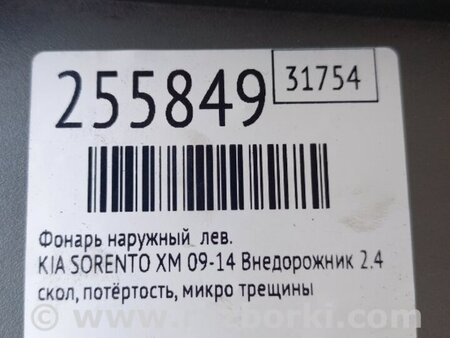 255849
31754
Фонарь наружный лев.
KIA SORENTO XM 09-14 Внедорожник 2.4
скол, потёртость, микро трещины